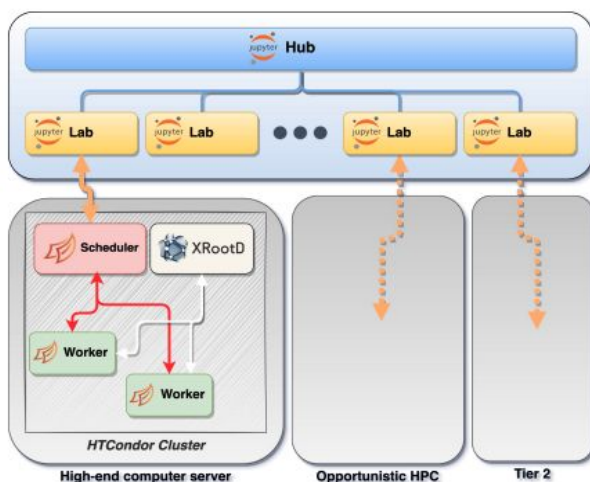 jupyter Hub
jupyter Lab
jupyter Lab
jupyter Lab
jupyter Lab
Scheduler
XRootD
Worker
Worker
HTCondor Cluster
High-end computer server
Opportunistic HPC
Tier 2